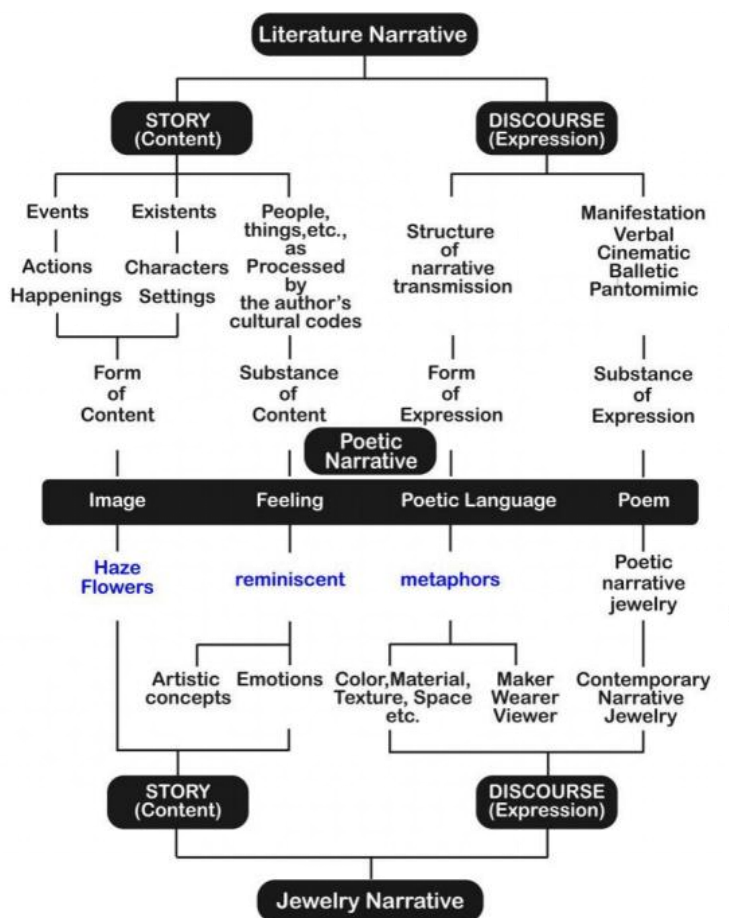 Literature Narrative
STORY
(Content)
DISCOURSE
(Expression)
Events
Actions
Happenings
Existents
Characters
Settings
People,
things,etc.,
as
Processed
by
the author's
cultural codes
Structure
of
narrative
transmission
Manifestation
Verbal
Cinematic
Balletic
Pantomimic
Form
of
Content
Substance
of
Content
Form
of
Expression
Substance
of
Expression
Poetic
Narrative
Image
Feeling
Poetic Language
Poem
Haze
Flowers
reminiscent
metaphors
Poetic
narrative
jewelry
Artistic
concepts
Emotions
Color,Material,
Texture, Space
etc.
Maker
Wearer
Viewer
Contemporary
Narrative
Jewelry
STORY
(Content)
DISCOURSE
(Expression)
Jewelry Narrative